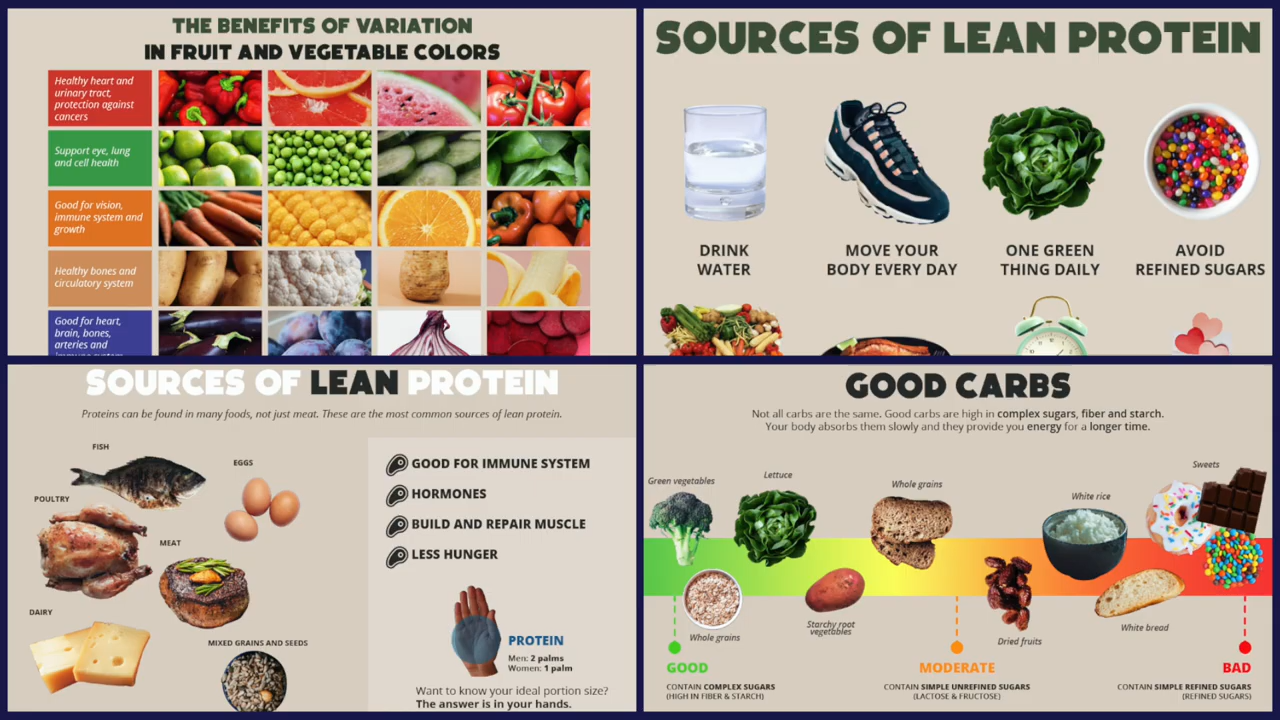 THE BENEFITS OF VARIATION
IN FRUIT AND VEGETABLE COLORS
Healthy heart and
urinary tract,
protection against
cancers
Support eye, lung
and cell health
Good for vision,
immune system and
growth
Healthy bones and
circulatory system
Good for heart,
brain, bones,
arteries and
immune system
SOURCES OF LEAN PROTEIN
DRINK
WATER
MOVE YOUR
BODY EVERY DAY
ONE GREEN
THING DAILY
AVOID
REFINED SUGARS
SOURCES OF LEAN PROTEIN
Proteins can be found in many foods, not just meat. These are the most common sources of lean protein.
FISH
EGGS
POULTRY
MEAT
DAIRY
MIXED GRAINS AND SEEDS
GOOD FOR IMMUNE SYSTEM
HORMONES
BUILD AND REPAIR MUSCLE
LESS HUNGER
PROTEIN
Men: 2 palms
Women: 1 palm
Want to know your ideal portion size?
The answer is in your hands.
GOOD CARBS
Not all carbs are the same. Good carbs are high in complex sugars, fiber and starch.
Your body absorbs them slowly and they provide you energy for a longer time.
Green vegetables
Lettuce
Whole grains
White rice
Sweets
Whole grains
Starchy root
vegetables
Dried fruits
White bread
GOOD
CONTAIN COMPLEX SUGARS
(HIGH IN FIBER & STARCH)
MODERATE
CONTAIN SIMPLE UNREFINED SUGARS
(LACTOSE & FRUCTOSE)
BAD
CONTAIN SIMPLE REFINED SUGARS
(REFINED SUGARS)